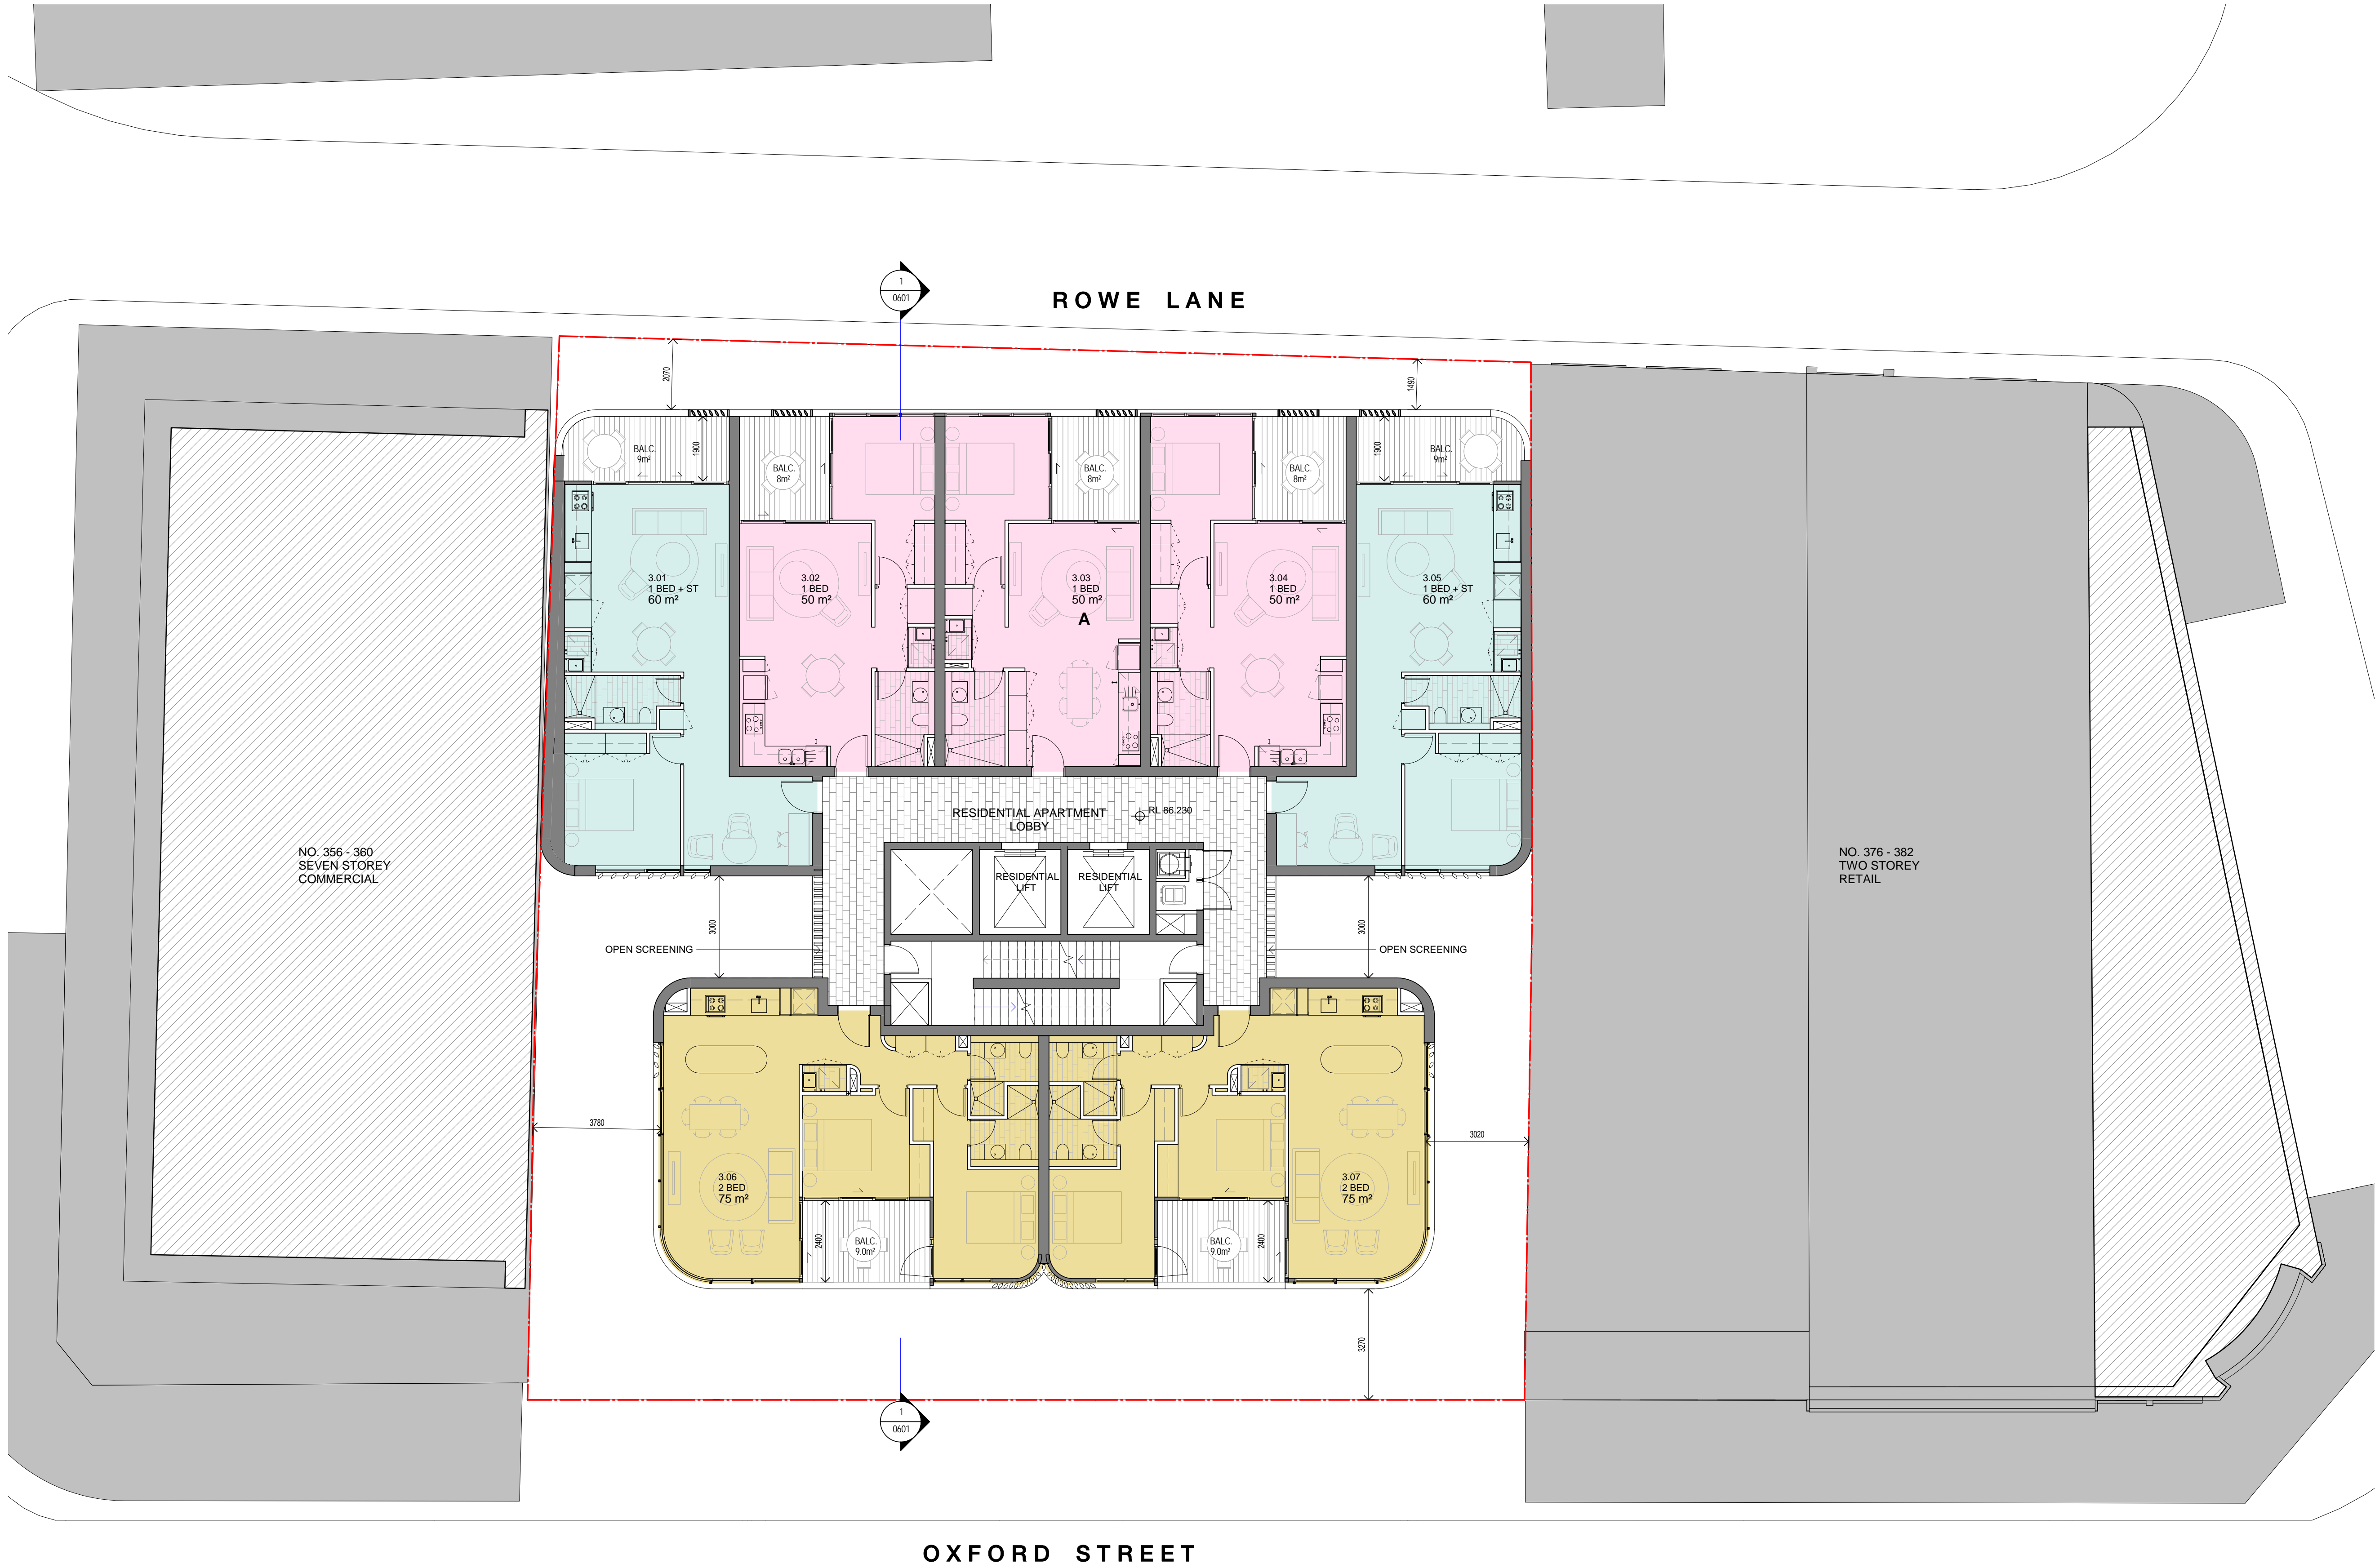 1
0601
ROWE LANE
2070
1490
BALC.
9m²
1900
BALC.
8m²
BALC.
8m²
BALC.
8m²
1900
BALC.
9m²
3.01
1 BED + ST
60 m²
3.02
1 BED
50 m²
3.03
1 BED
50 m²
A
3.04
1 BED
50 m²
3.05
1 BED + ST
60 m²
RESIDENTIAL APARTMENT
LOBBY
RL 86.230
NO. 356 - 360
SEVEN STOREY
COMMERCIAL
RESIDENTIAL
LIFT
RESIDENTIAL
LIFT
NO. 376 - 382
TWO STOREY
RETAIL
3000
3000
OPEN SCREENING
OPEN SCREENING
3780
3020
3.06
2 BED
75 m²
3.07
2 BED
75 m²
2400
BALC.
9.0m²
BALC.
9.0m²
2400
3270
1
0601
OXFORD STREET